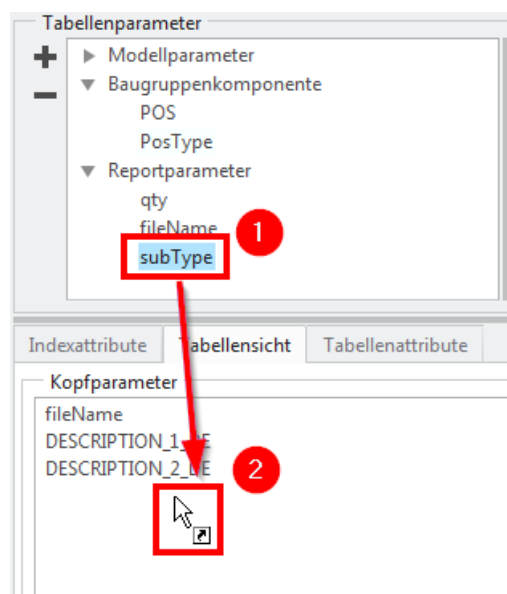 Tabellenparameter
Modellparameter
Baugruppenkomponente
POS
PosType
Reportparameter
qty
fileName
1
subType
Indexattribute Tabellensicht Tabellenattribute
Kopfparameter
fileName
DESCRIPTION_1_DE
DESCRIPTION_2_DE
2